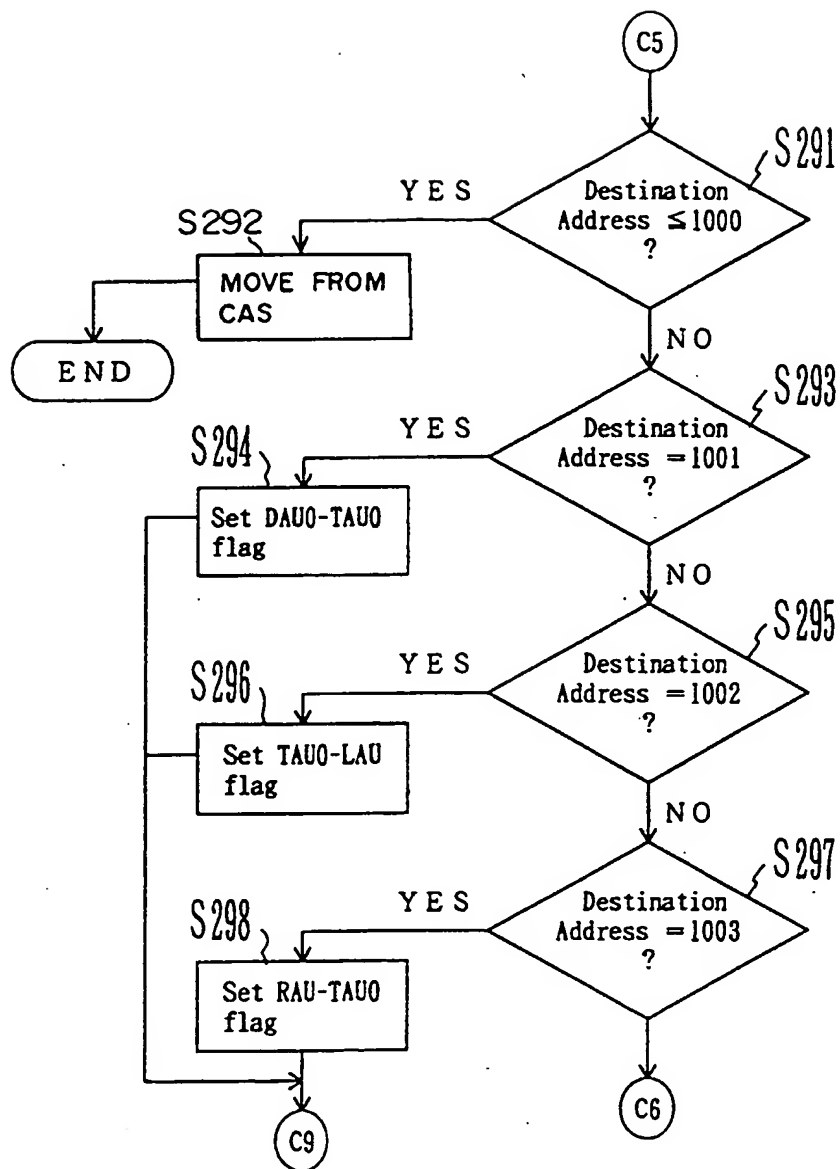 C5
S291
Destination
Address ≦1000
?
YES
S292
MOVE FROM
CAS
END
NO
S293
Destination
Address =1001
?
YES
S294
Set DAU0-TAU0
flag
NO
S295
Destination
Address =1002
?
YES
S296
Set TAU0-LAU
flag
NO
S297
Destination
Address =1003
?
YES
S298
Set RAU-TAU0
flag
C9
C6